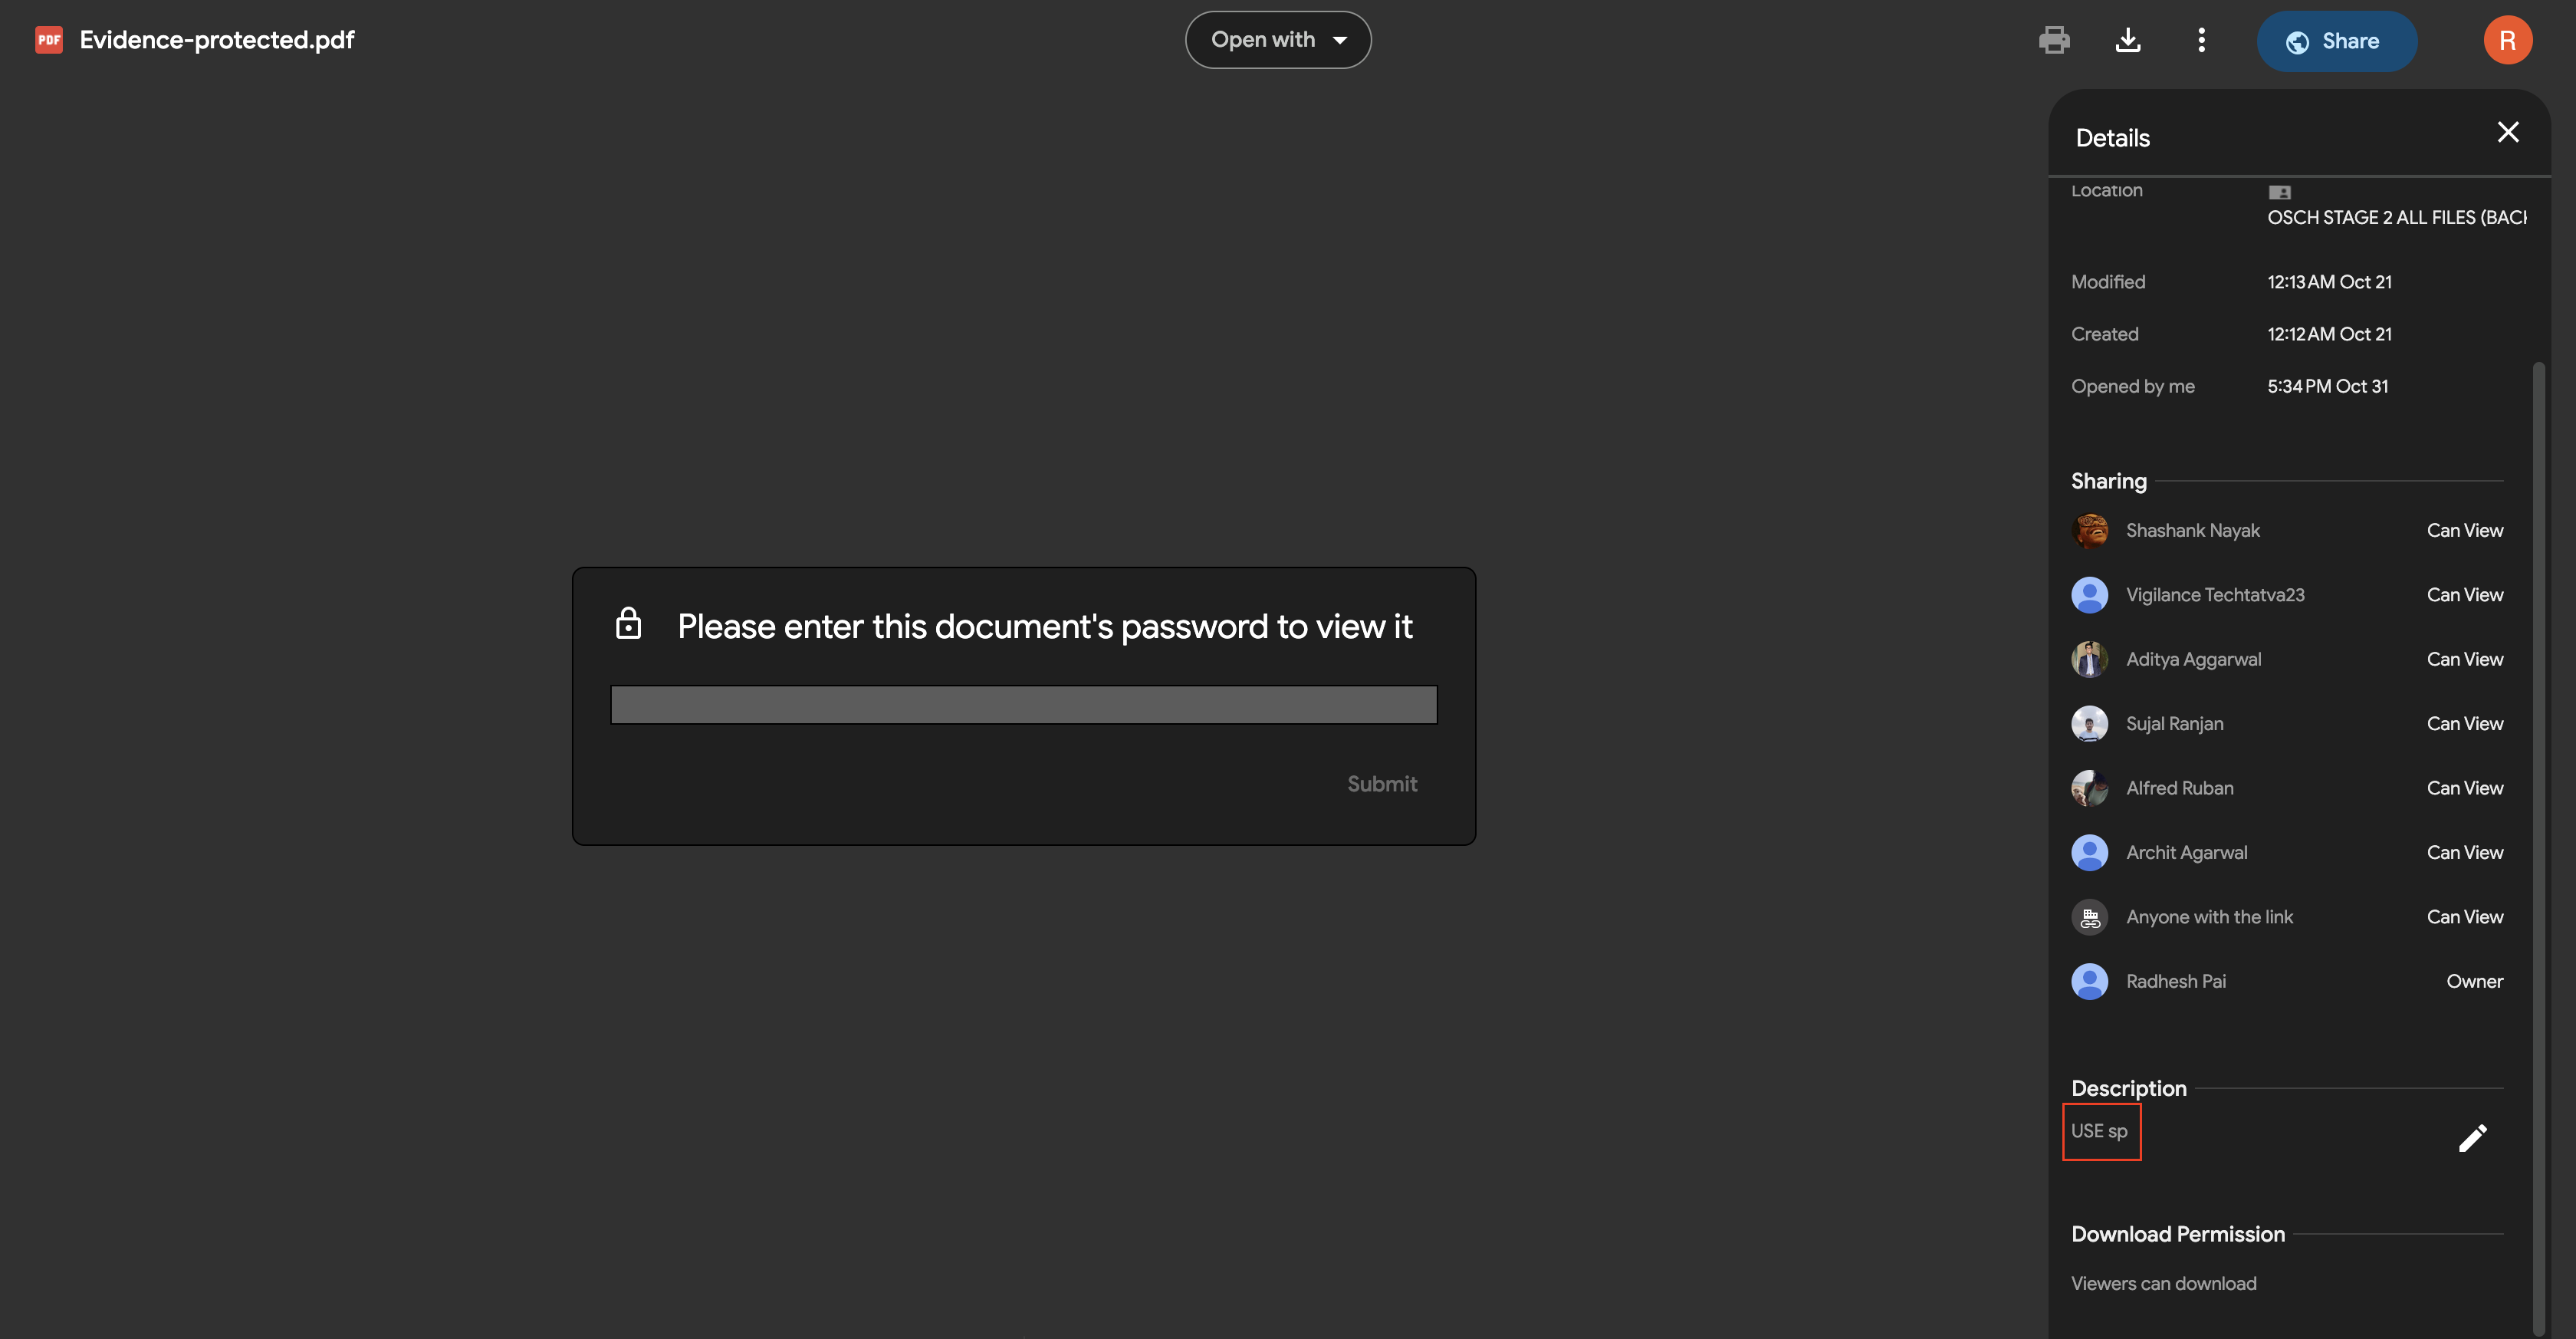 PDF Evidence-protected.pdf
Open with
Share
R
Details
Location
OSCH STAGE 2 ALL FILES (BACK
Modified 12:13 AM Oct 21
Created 12:12 AM Oct 21
Opened by me 5:34 PM Oct 31
Sharing
Shashank Nayak Can View
Vigilance Techtatva23 Can View
Aditya Aggarwal Can View
Sujal Ranjan Can View
Alfred Ruban Can View
Archit Agarwal Can View
Anyone with the link Can View
Radhesh Pai Owner
Description
USE sp
Download Permission
Viewers can download
Please enter this document's password to view it
Submit